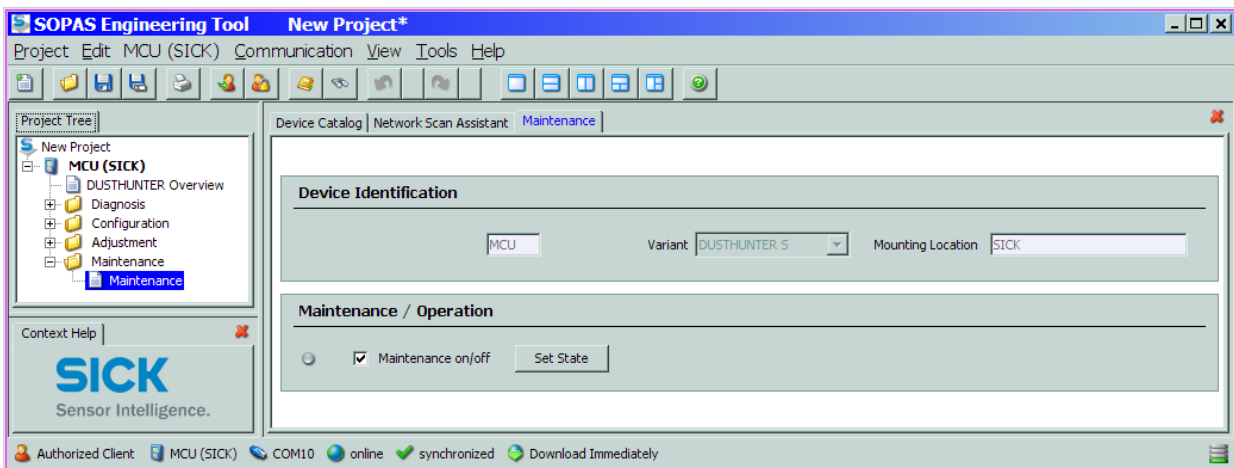 SOPAS Engineering Tool New Project*
Project Edit MCU (SICK) Communication View Tools Help
Project Tree
New Project
MCU (SICK)
DUSTHUNTER Overview
Diagnosis
Configuration
Adjustment
Maintenance
Maintenance
Context Help
SICK
Sensor Intelligence.
Device Catalog Network Scan Assistant Maintenance
Device Identification
MCU Variant DUSTHUNTER S Mounting Location SICK
Maintenance / Operation
Maintenance on/off Set State
Authorized Client MCU (SICK) COM10 online synchronized Download Immediately